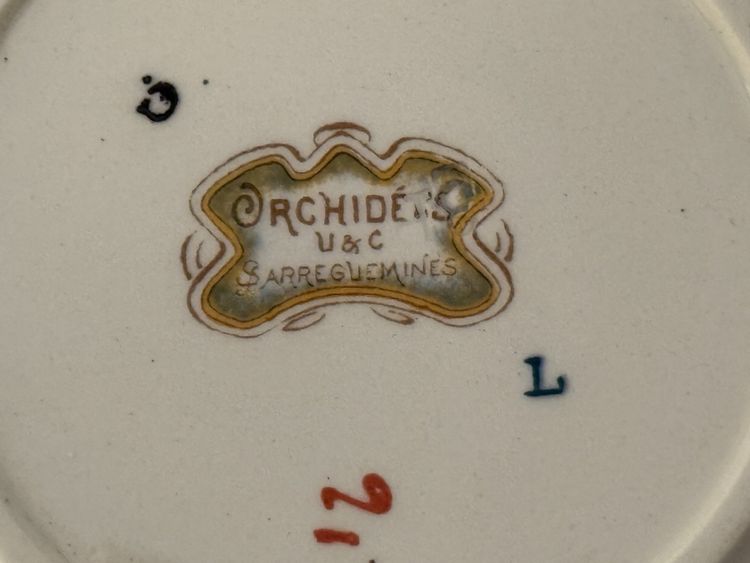 ORCHIDÉES
U & C
SARREGUEMINES
L